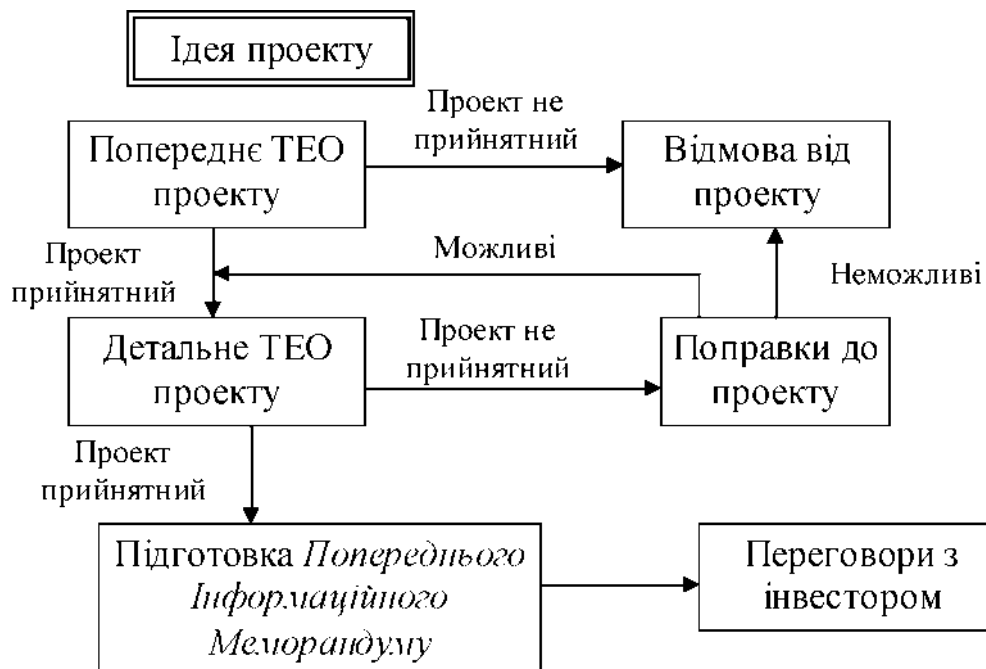 Ідея проекту
Проект не
прийнятний
Попереднє ТЕО
проекту
Відмова від
проекту
Проект
прийнятний
Можливі
Неможливі
Детальне ТЕО
проекту
Проект не
прийнятний
Поправки до
проекту
Проект
прийнятний
Підготовка Попереднього
Інформаційного
Меморандуму
Переговори з
інвестором